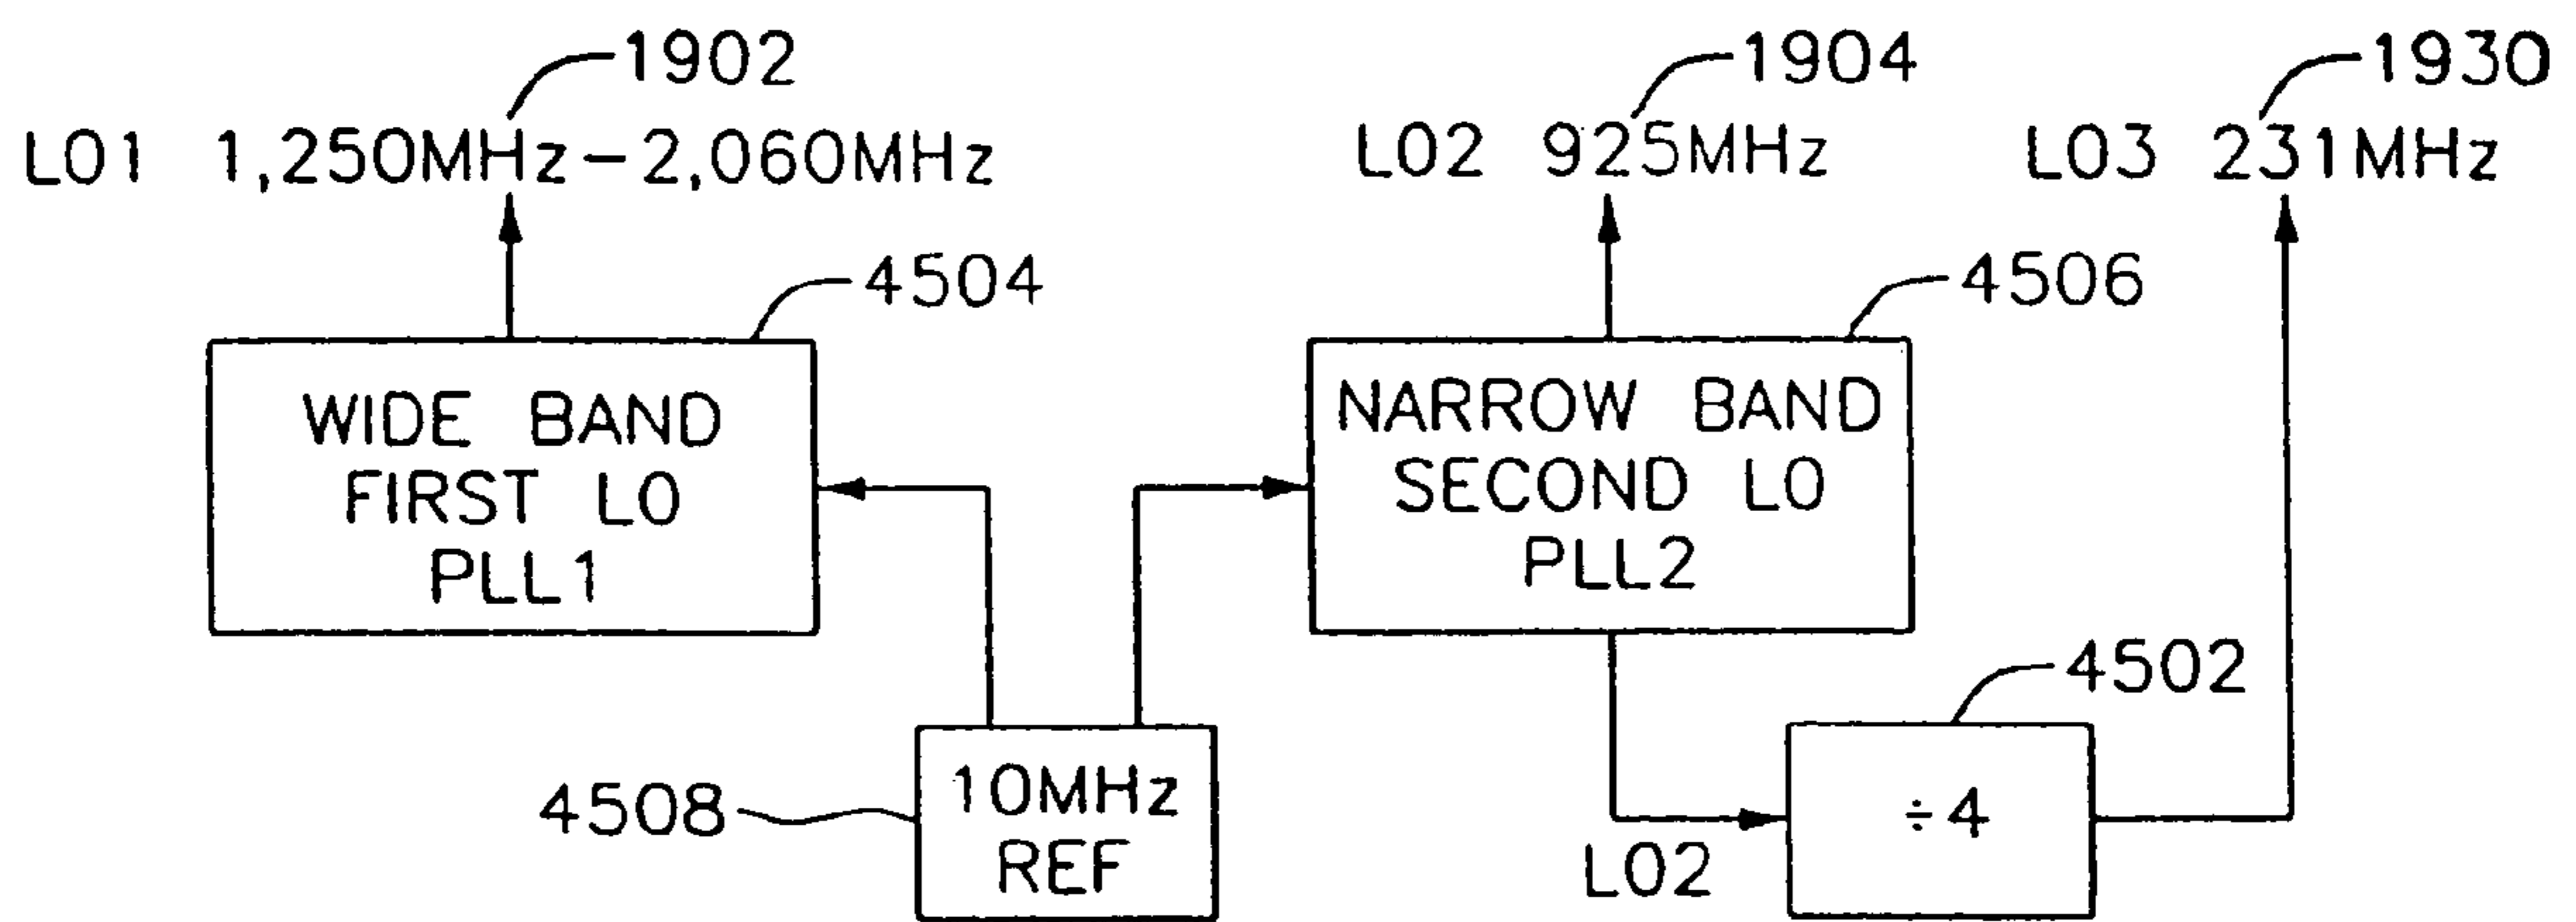 1902
1904
1930
LO1 1,250MHz-2,060MHz
LO2 925MHz
LO3 231MHz
4504
4506
WIDE BAND
FIRST LO
PLL1
NARROW BAND
SECOND LO
PLL2
4502
4508
10MHz
REF
÷4
LO2